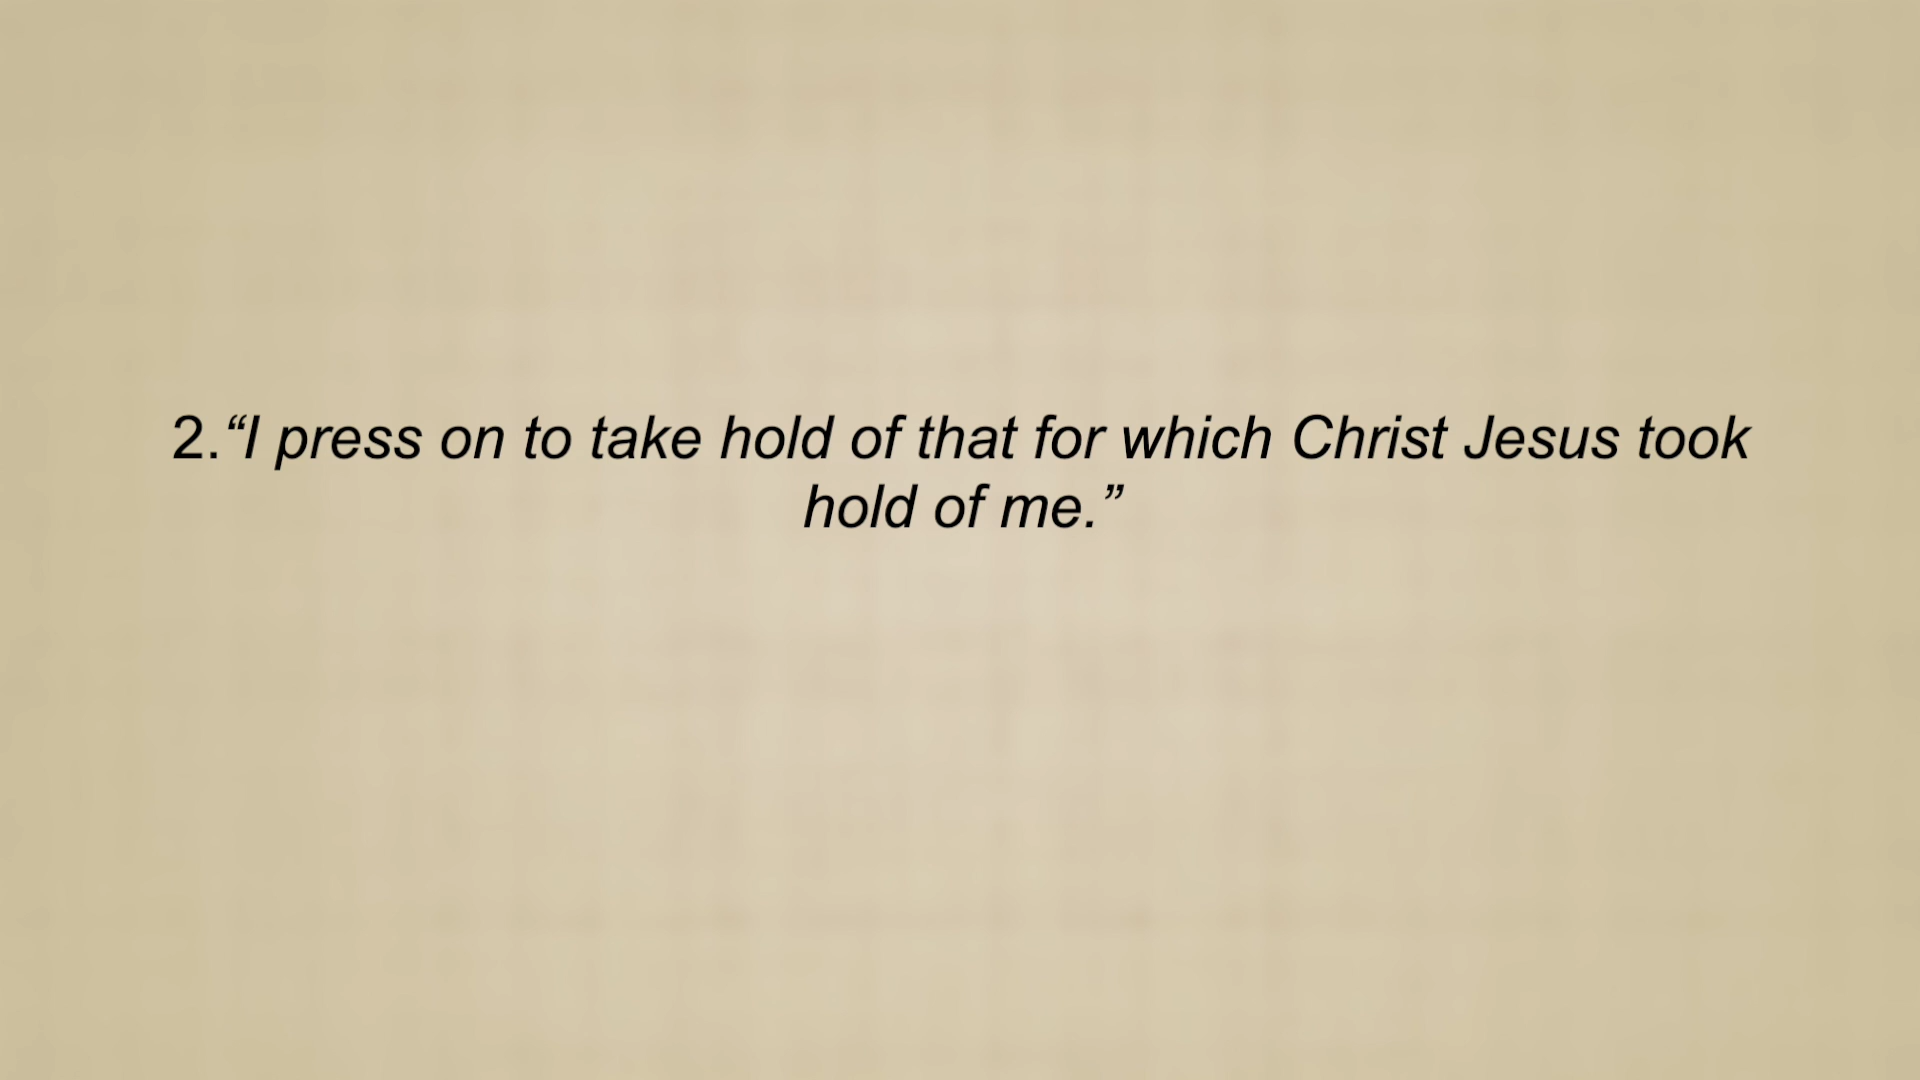 2.“I press on to take hold of that for which Christ Jesus took
hold of me.”